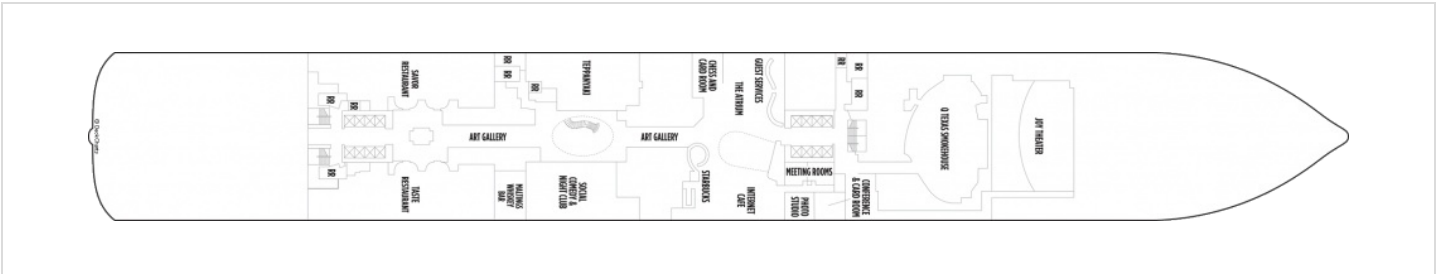 SAVOR
RESTAURANT
RR
RR
RR
RR
RR
TEPPANYAKI
CHESS AND
CARD ROOM
THE ATRIUM
GUEST SERVICES
RR
RR
RR
ART GALLERY
ART GALLERY
Q TEXAS SMOKEHOUSE
JOY THEATER
RR
TASTE
RESTAURANT
MALTINGS
WHISKEY
BAR
SOCIAL
COMEDY &
NIGHT CLUB
STARBUCKS
INTERNET
CAFE
MEETING ROOMS
PHOTO
STUDIO
CONFERENCE
& CARD ROOM